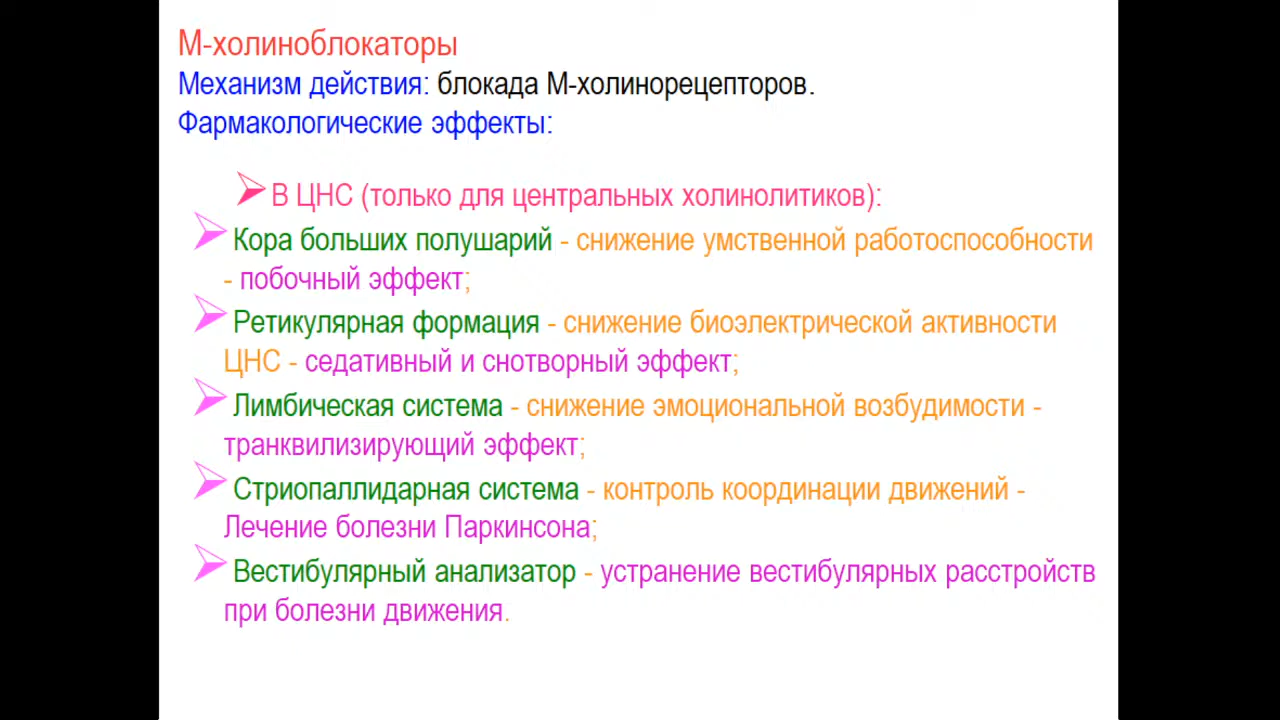 М-холиноблокаторы
Механизм действия: блокада М-холинорецепторов.
Фармакологические эффекты:
В ЦНС (только для центральных холинолитиков):
Кора больших полушарий - снижение умственной работоспособности
- побочный эффект;
Ретикулярная формация - снижение биоэлектрической активности
ЦНС - седативный и снотворный эффект;
Лимбическая система - снижение эмоциональной возбудимости -
транквилизирующий эффект;
Стриопаллидарная система - контроль координации движений -
Лечение болезни Паркинсона;
Вестибулярный анализатор - устранение вестибулярных расстройств
при болезни движения.